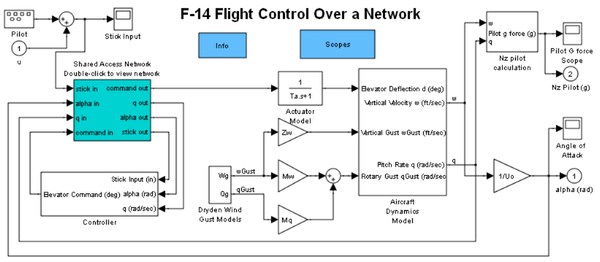 F-14 Flight Control Over a Network
Pilot
1
u
Stick Input
Info
Scopes
Shared Access Network
Double-click to view network
stick in
command out
alpha in
q out
q in
alpha out
command in
stick out
1
Ta.s+1
Actuator
Model
Elevator Deflection d (deg)
Vertical Velocity w (ft/sec)
Vertical Gust wGust (ft/sec)
Pitch Rate q (rad/sec)
Rotary Gust qGust (rad/sec
Aircraft
Dynamics
Model
w
q
w
q
Pilot g force (g)
Nz pilot
calculation
Pilot G force
Scope
2
Nz Pilot (g)
Angle of
Attack
1
alpha (rad)
1/Uo
Zw
Mw
Mq
Wg
wGust
Qg
qGust
Dryden Wind
Gust Models
Stick Input (in)
Elevator Command (deg)
alpha (rad)
q (rad/sec)
Controller